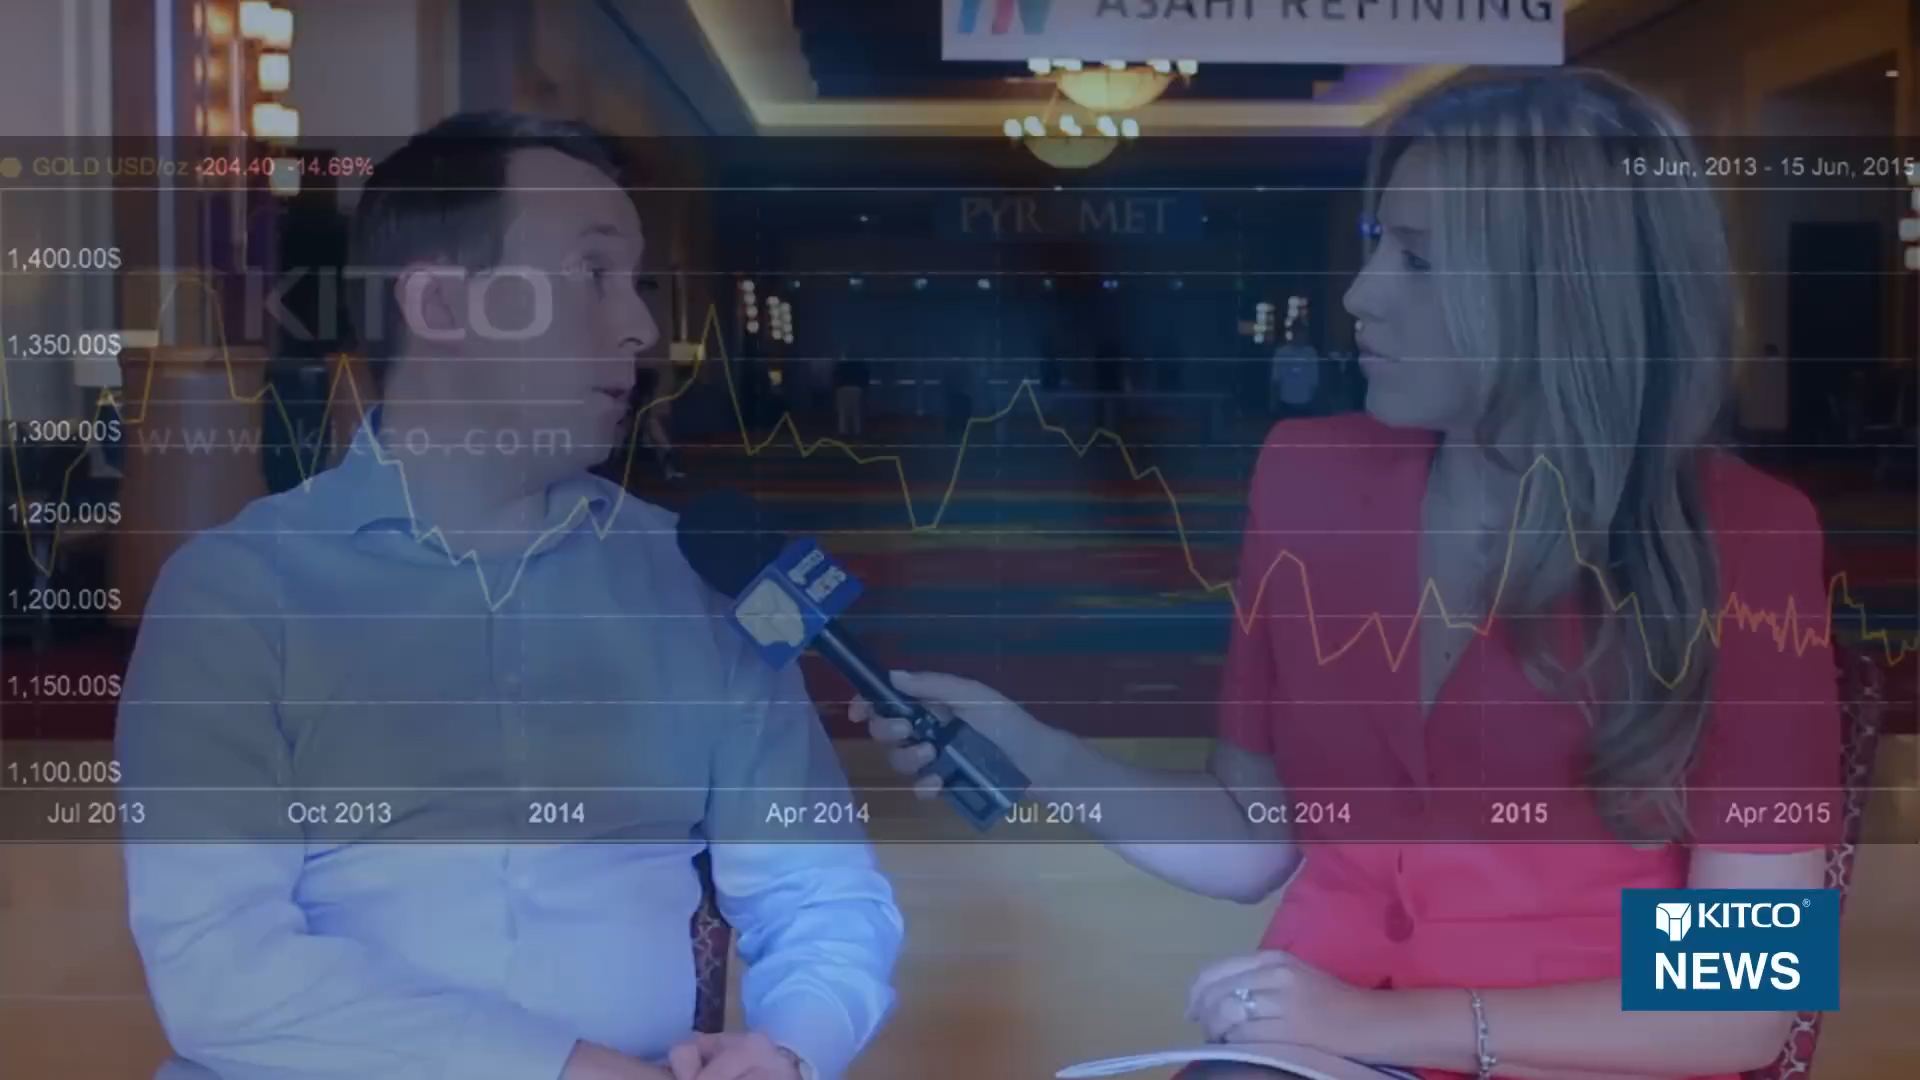 ASAHI REFINING
GOLD USD/oz -204.40 -14.69%
16 Jun, 2013 - 15 Jun, 2015
PYR MET
1,400.00$
KITCO
1,350.00$
1,300.00$
www.kitco.com
1,250.00$
1,200.00$
1,150.00$
1,100.00$
Jul 2013
Oct 2013
2014
Apr 2014
Jul 2014
Oct 2014
2015
Apr 2015
KITCO®
NEWS